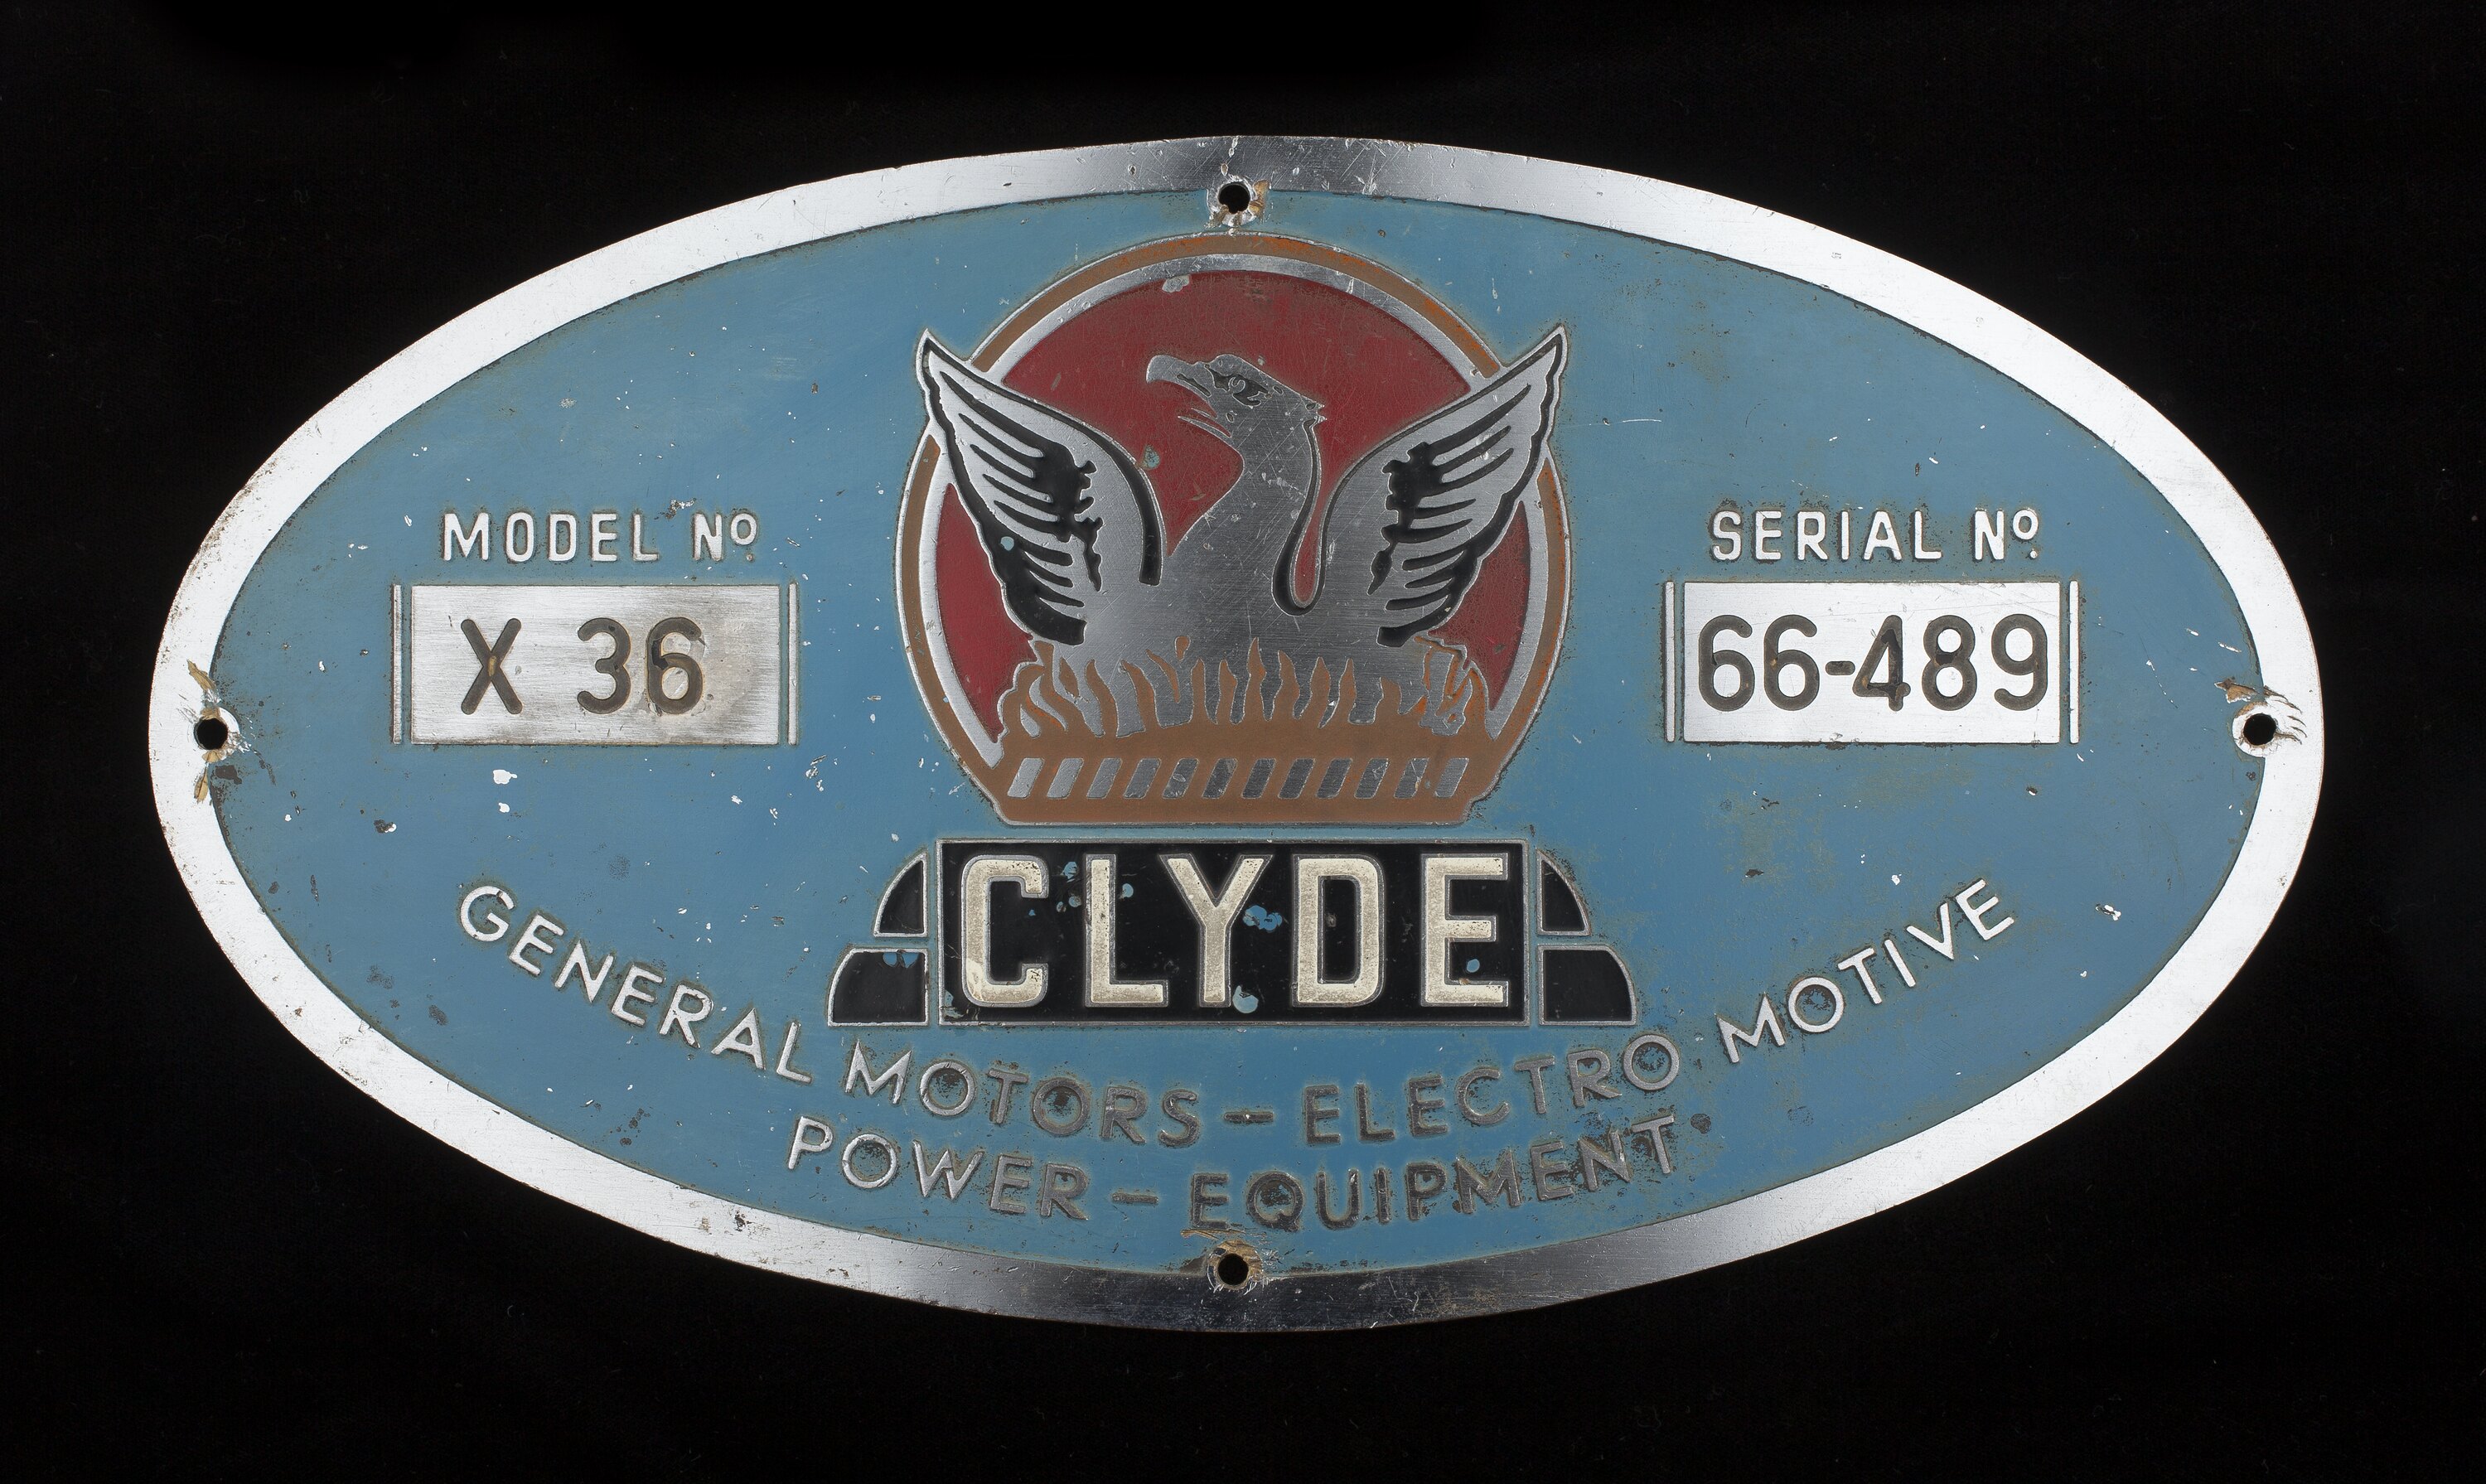 MODEL Nº
X 36
SERIAL Nº.
66-489
CLYDE
GENERAL MOTORS - ELECTRO MOTIVE
POWER - EQUIPMENT